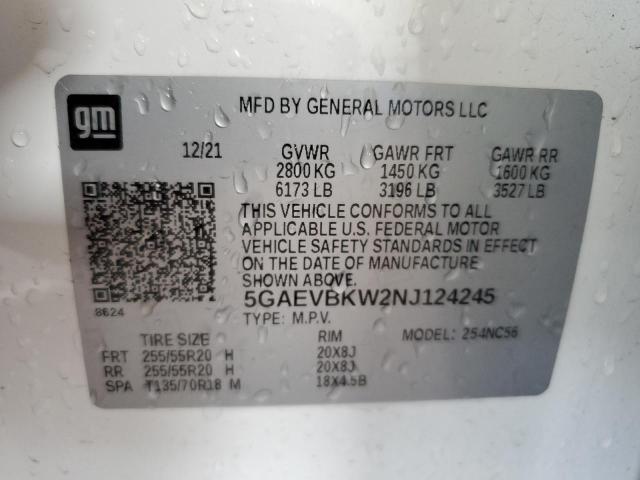 gm
MFD BY GENERAL MOTORS LLC
12/21 GVWR GAWR FRT GAWR RR
2800 KG 1450 KG 1600 KG
6173 LB 3196 LB 3527 LB
THIS VEHICLE CONFORMS TO ALL
APPLICABLE U.S. FEDERAL MOTOR
VEHICLE SAFETY STANDARDS IN EFFECT
ON THE DATE OF MANUFACTURE
SHOWN ABOVE.
5GAEVBKW2NJ124245
8624
TYPE: M.P.V. MODEL: 254NC56
TIRE SIZE RIM
FRT 255/55R20 H 20X8J
RR 255/55R20 H 20X8J
SPA T135/70R18 M 18X4.5B